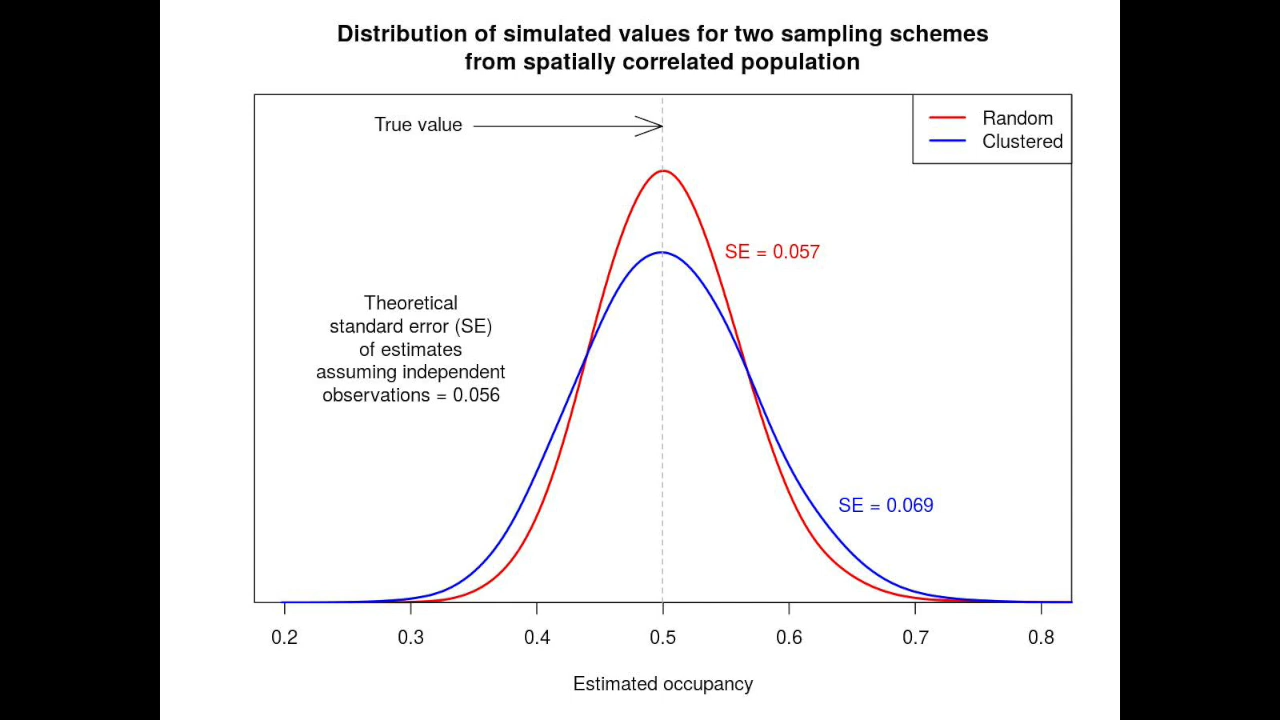 Distribution of simulated values for two sampling schemes
from spatially correlated population
True value
Random
Clustered
SE = 0.057
Theoretical
standard error (SE)
of estimates
assuming independent
observations = 0.056
SE = 0.069
0.2 0.3 0.4 0.5 0.6 0.7 0.8
Estimated occupancy